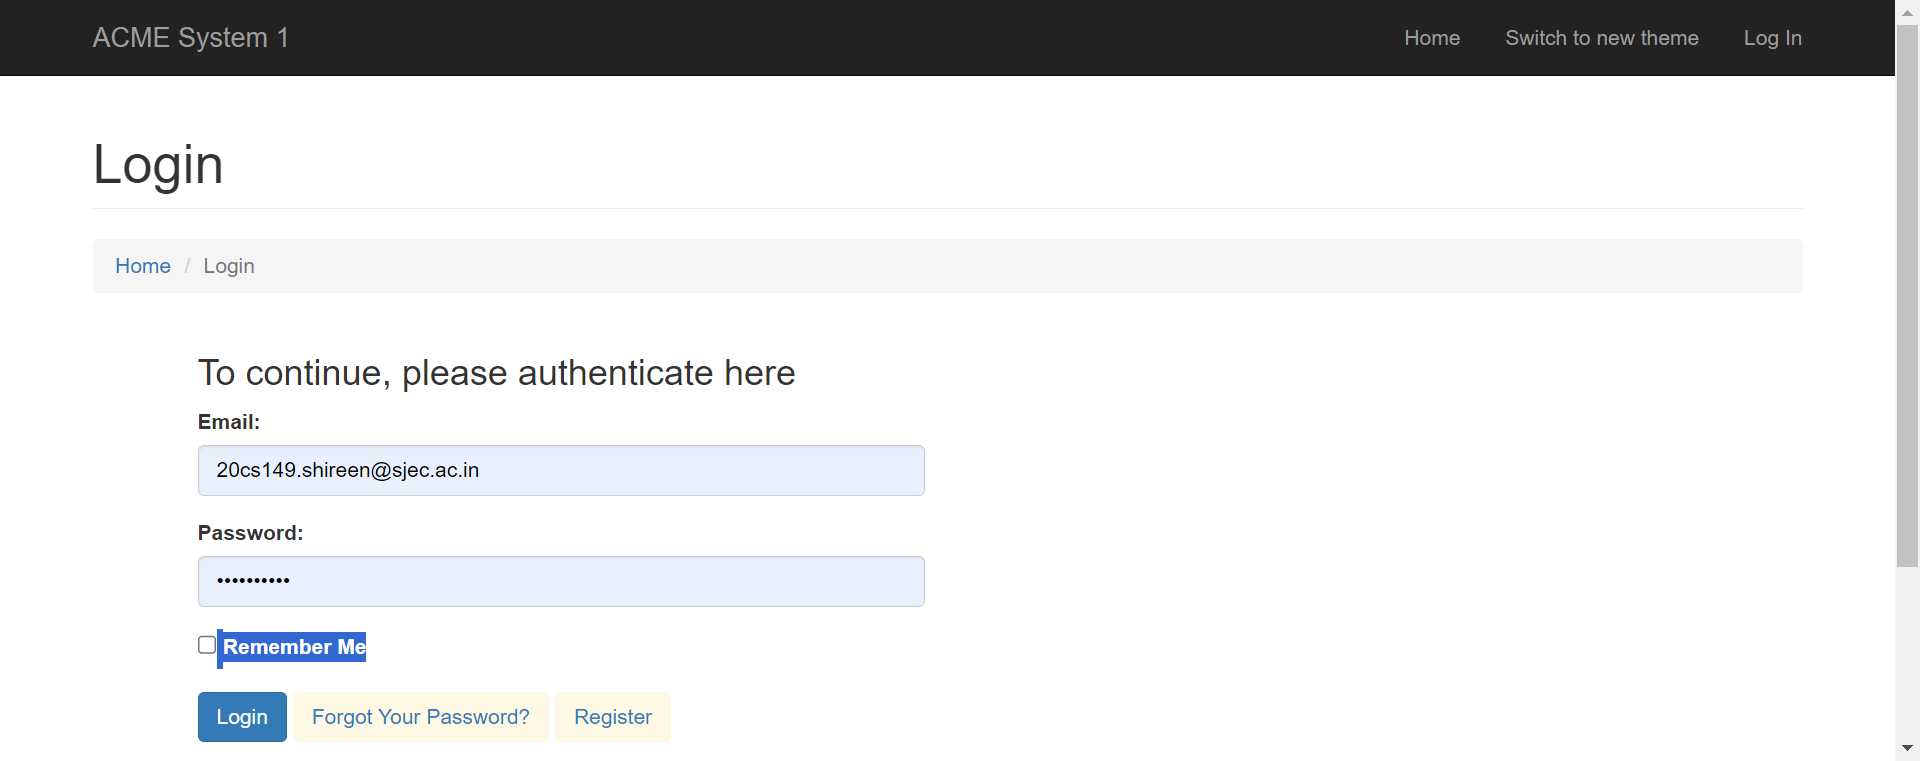 ACME System 1 Home Switch to new theme Log In
Login
Home / Login
To continue, please authenticate here
Email:
20cs149.shireen@sjec.ac.in
Password:
••••••••••
Remember Me
Login Forgot Your Password? Register